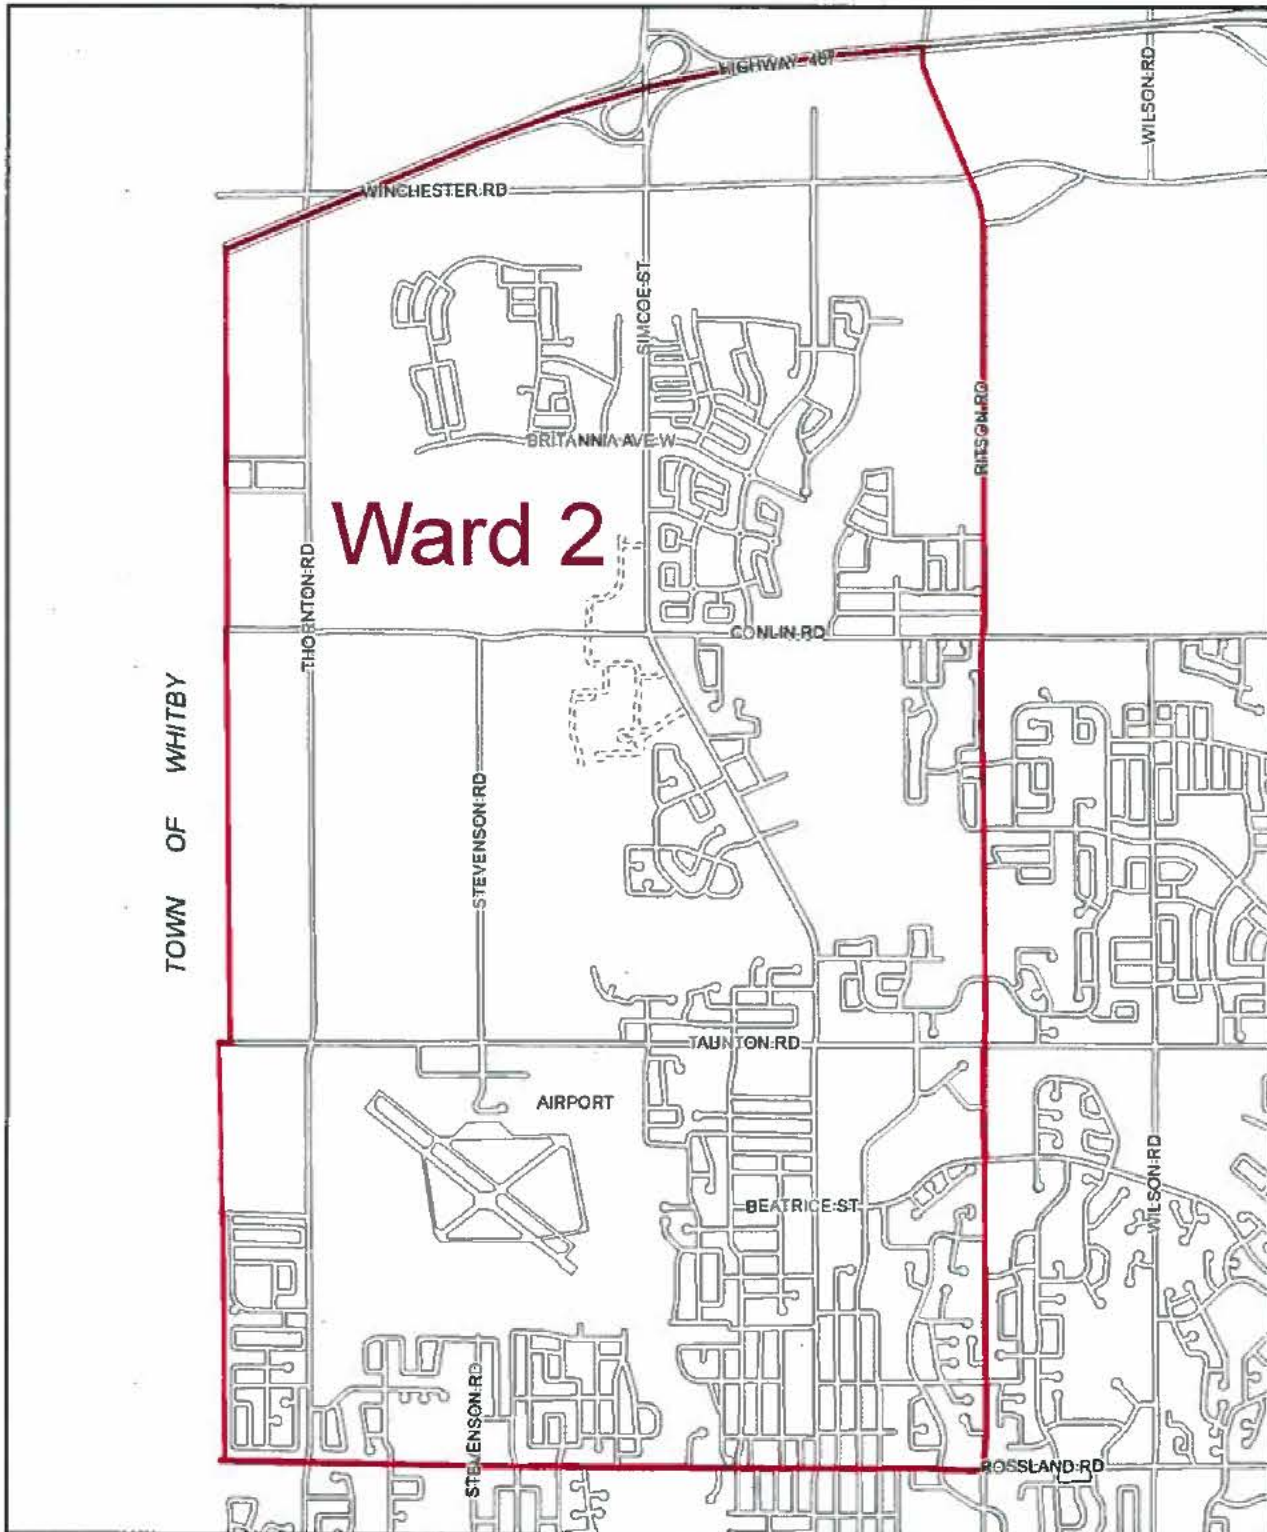 HIGHWAY 407
WILSON RD
WINCHESTER RD
SIMCOE ST
RITSON RD
BRITANNIA AVE W
Ward 2
THORNTON RD
CONLIN RD
TOWN OF WHITBY
STEVENSON RD
TAUNTON RD
AIRPORT
BEATRICE ST
WILSON RD
STEVENSON RD
ROSSLAND RD